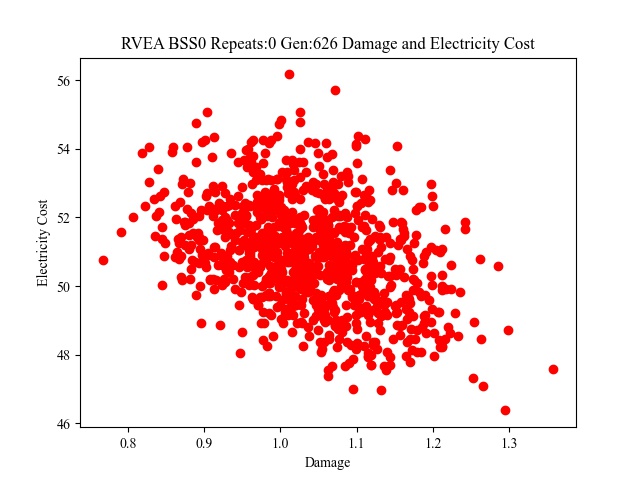 RVEA BSS0 Repeats:0 Gen:626 Damage and Electricity Cost
56
54
52
50
48
46
Electricity Cost
0.8 0.9 1.0 1.1 1.2 1.3
Damage